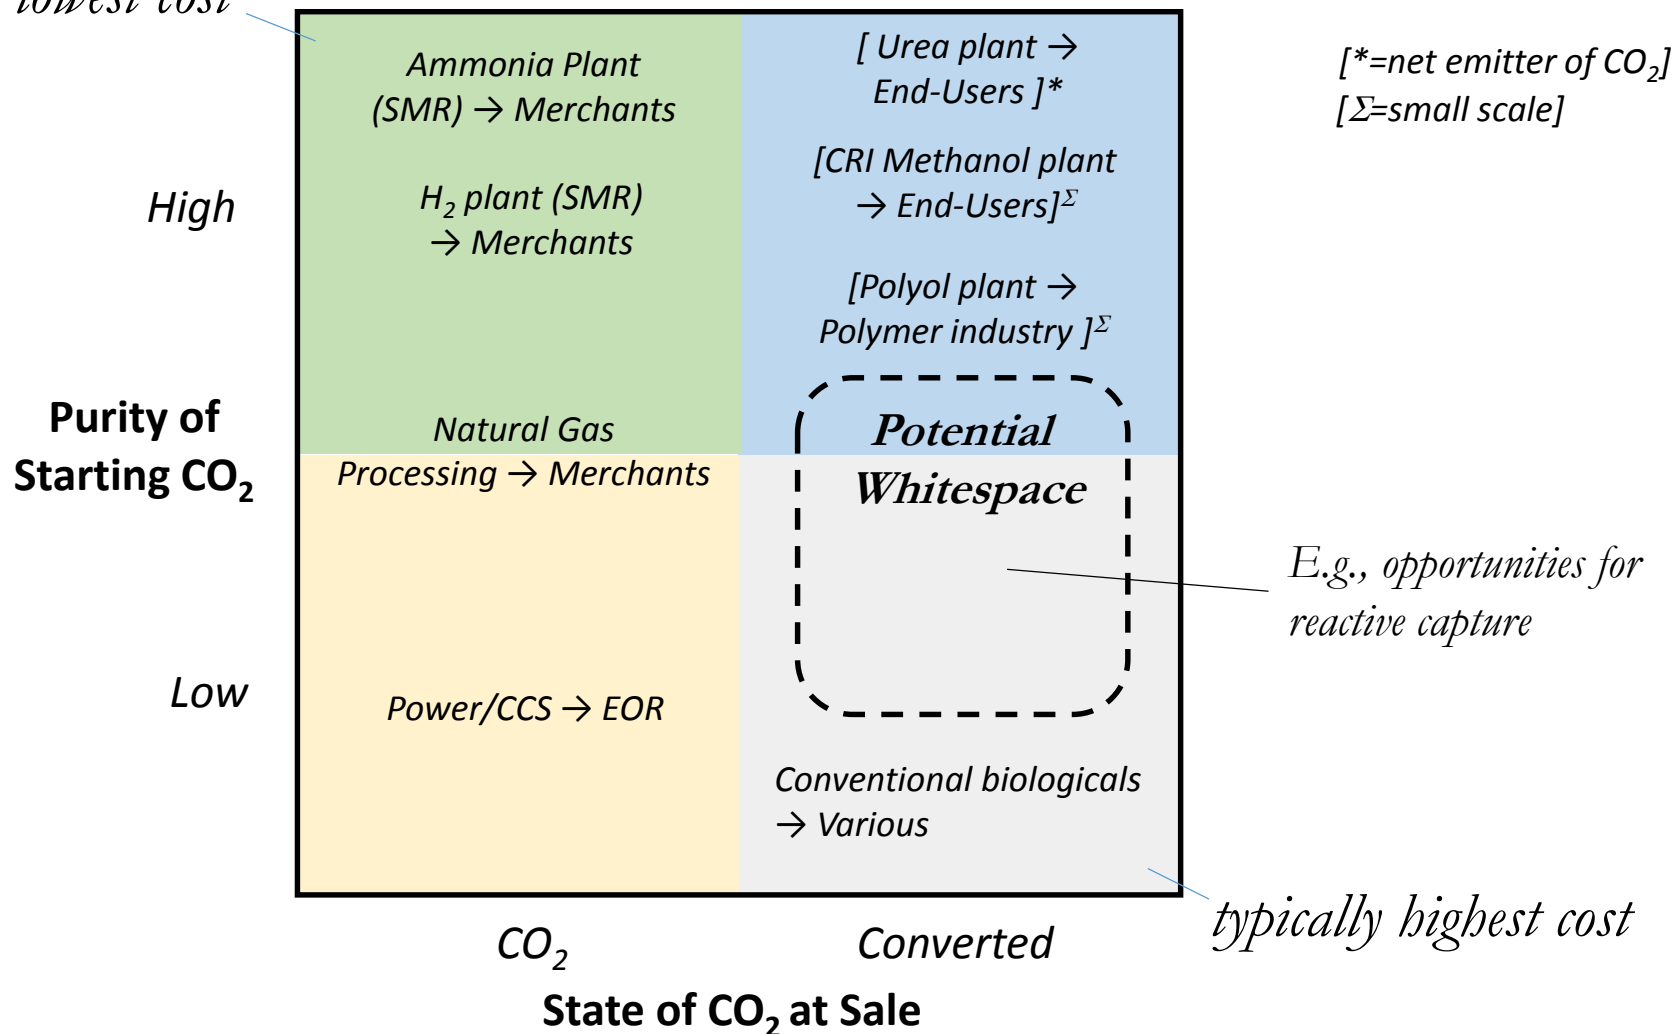 lowest cost
Ammonia Plant
(SMR) → Merchants
[ Urea plant →
End-Users ]*
[*=net emitter of CO₂]
[Σ=small scale]
High
H₂ plant (SMR)
→ Merchants
[CRI Methanol plant
→ End-Users]^Σ
[Polyol plant →
Polymer industry ]^Σ
Purity of
Starting CO₂
Natural Gas
Processing → Merchants
Potential
Whitespace
E.g., opportunities for
reactive capture
Low
Power/CCS → EOR
Conventional biologicals
→ Various
typically highest cost
CO₂
Converted
State of CO₂ at Sale